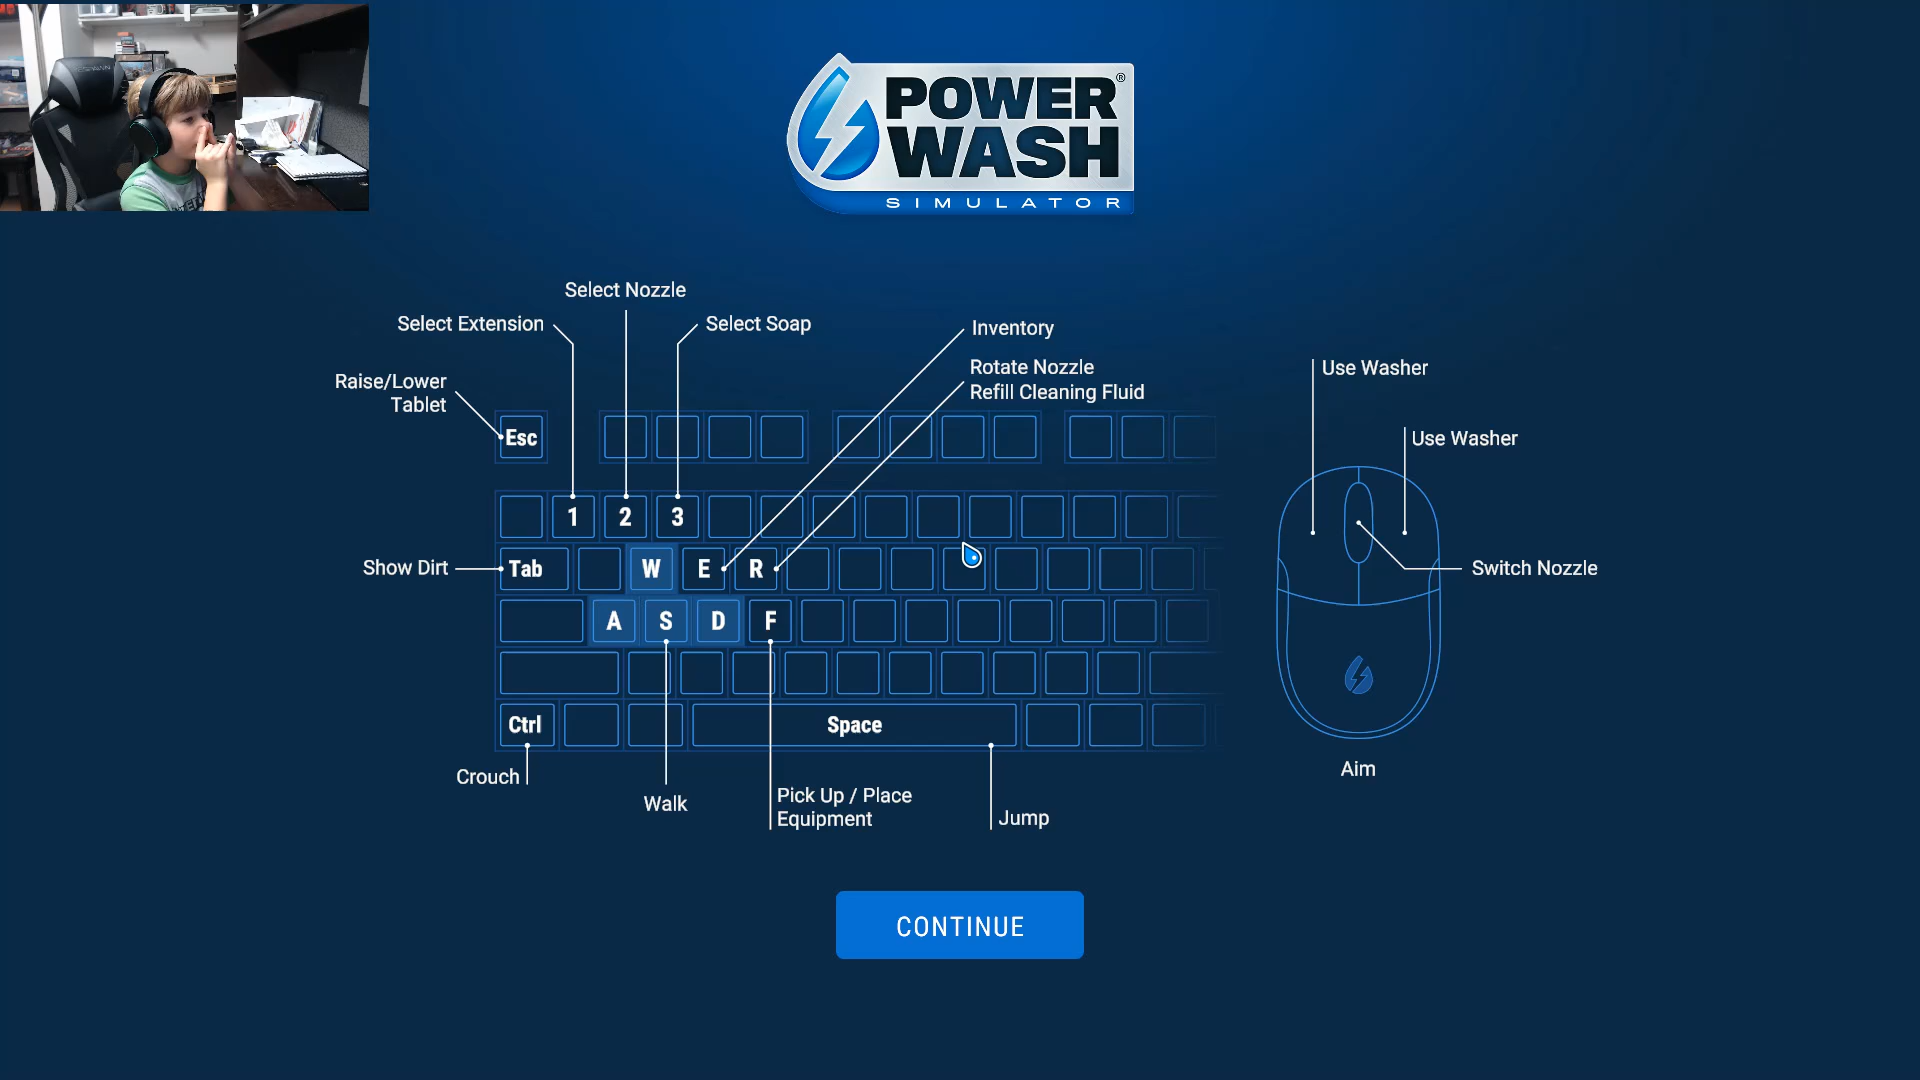 POWER®
WASH
SIMULATOR
Select Nozzle
Select Extension
Select Soap
Inventory
Rotate Nozzle
Refill Cleaning Fluid
Use Washer
Raise/Lower
Tablet
Esc
Use Washer
1 2 3
Show Dirt
Tab W E R
Switch Nozzle
A S D F
Ctrl Space
Crouch
Walk
Pick Up / Place
Equipment
Jump
Aim
CONTINUE